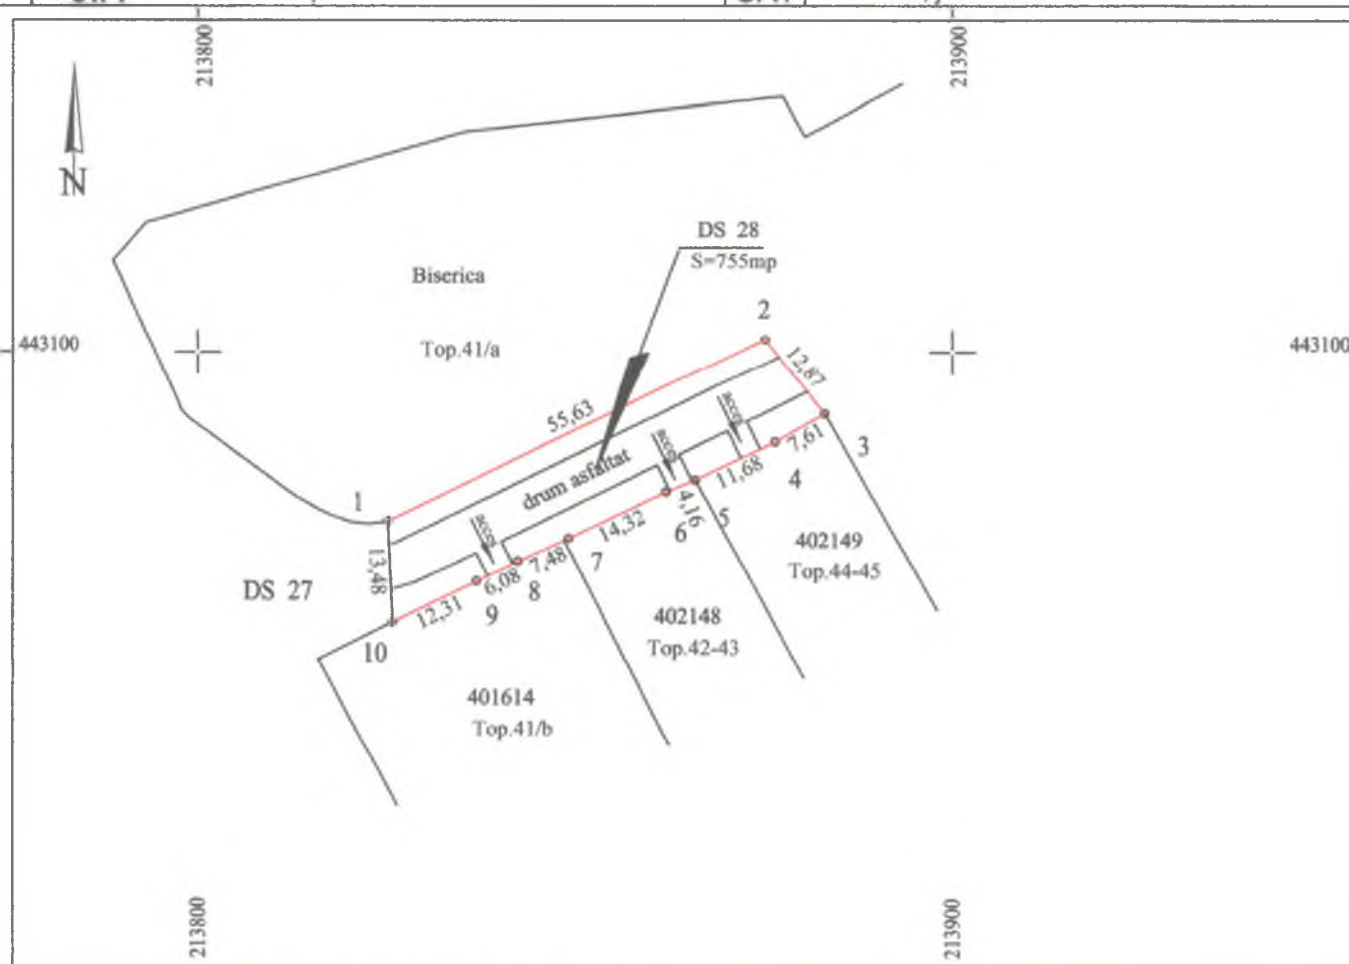 213800
213900
N
DS 28
S=755mp
Biserica
2
443100
443100
Top.41/a
12,87
55,63
acces
7,61
3
acces
4
drum asfaltat
11,68
1
4,16
5
14,32
6
acces
402149
13,48
7,48
7
Top.44-45
DS 27
6,08
8
12,31
9
402148
10
Top.42-43
401614
Top.41/b
213800
213900